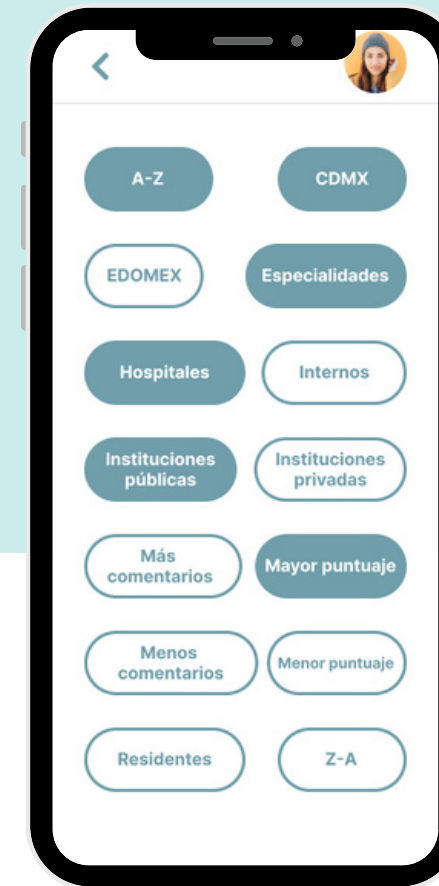 A-Z
CDMX
EDOMEX
Especialidades
Hospitales
Internos
Instituciones
públicas
Instituciones
privadas
Más
comentarios
Mayor puntuaje
Menos
comentarios
Menor puntuaje
Residentes
Z-A